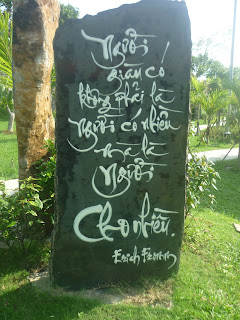 Người
giàu có
không phải là
người có nhiều
mà là
Người
Cho nhiều.
Erich Fromm